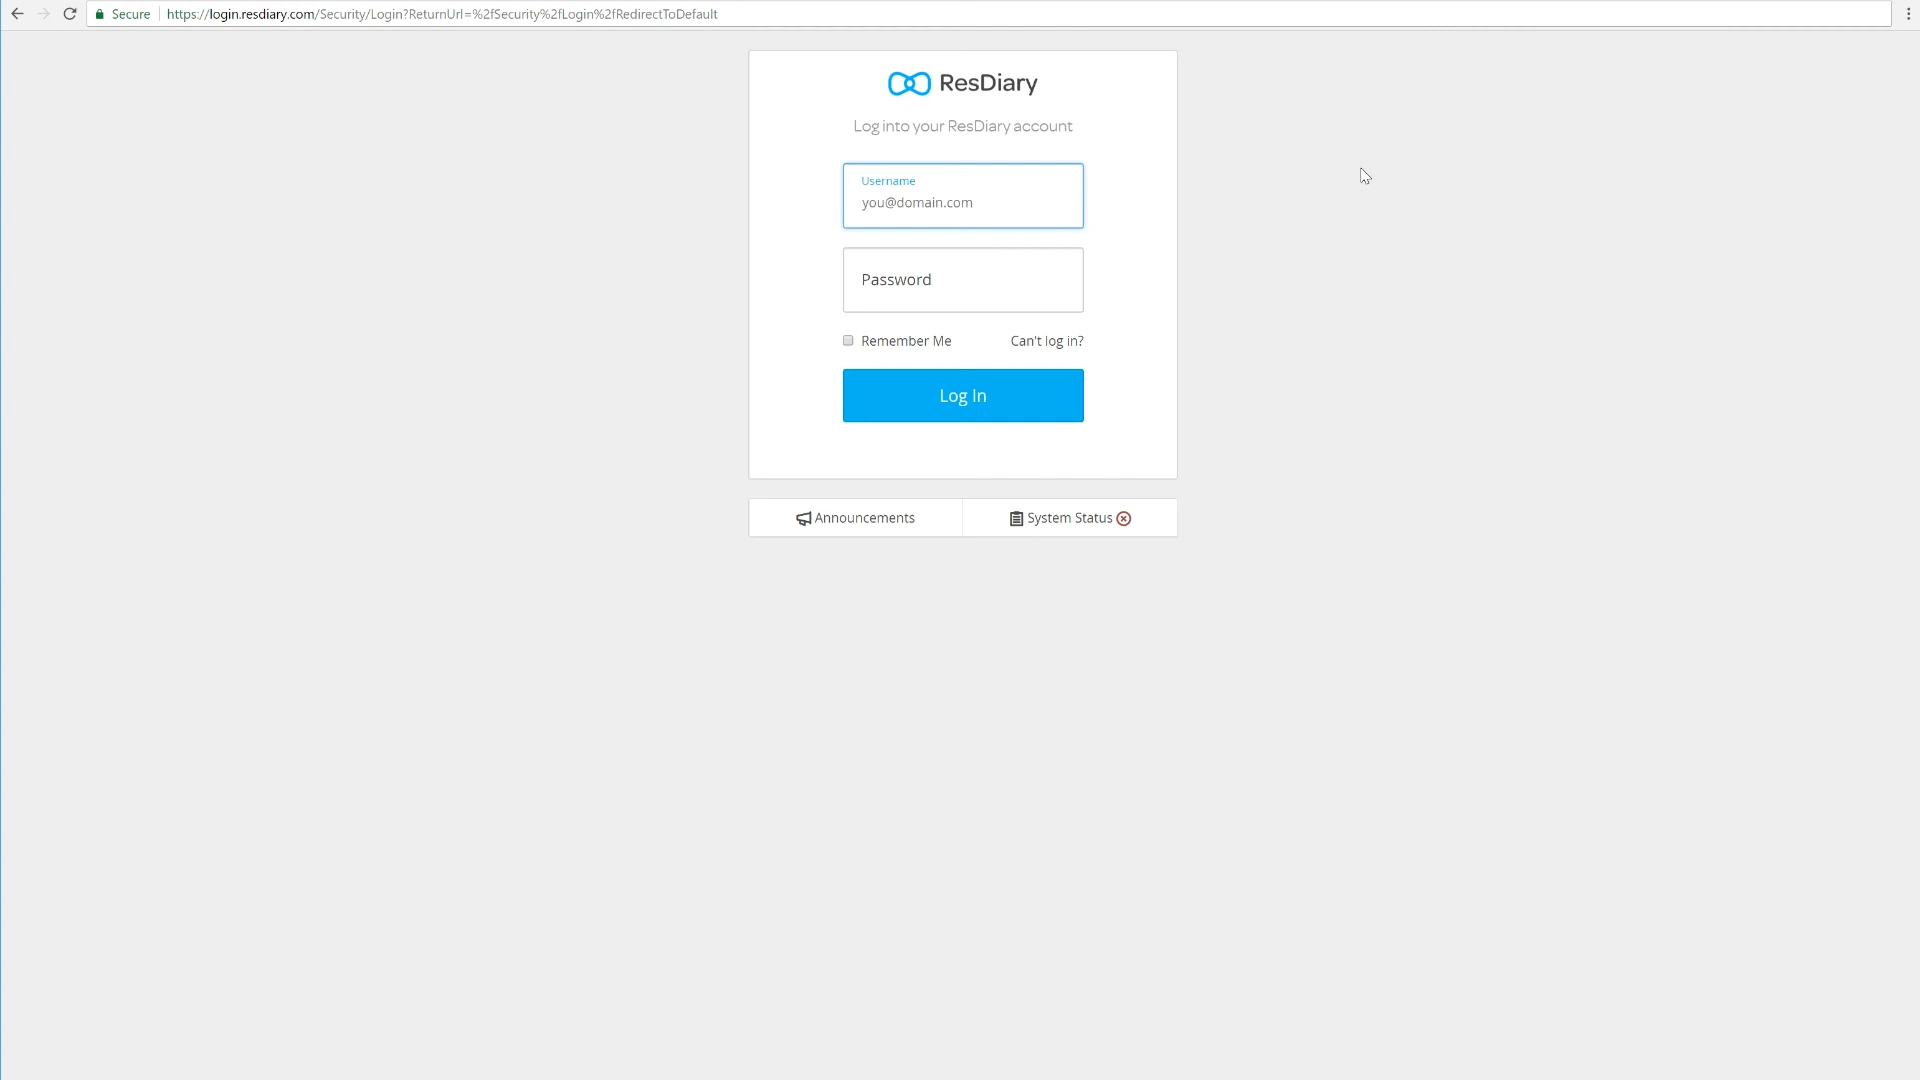 Secure https://login.resdiary.com/Security/Login?ReturnUrl=%2fSecurity%2fLogin%2fRedirectToDefault
ResDiary
Log into your ResDiary account
Username
you@domain.com
Password
Remember Me Can't log in?
Log In
Announcements System Status